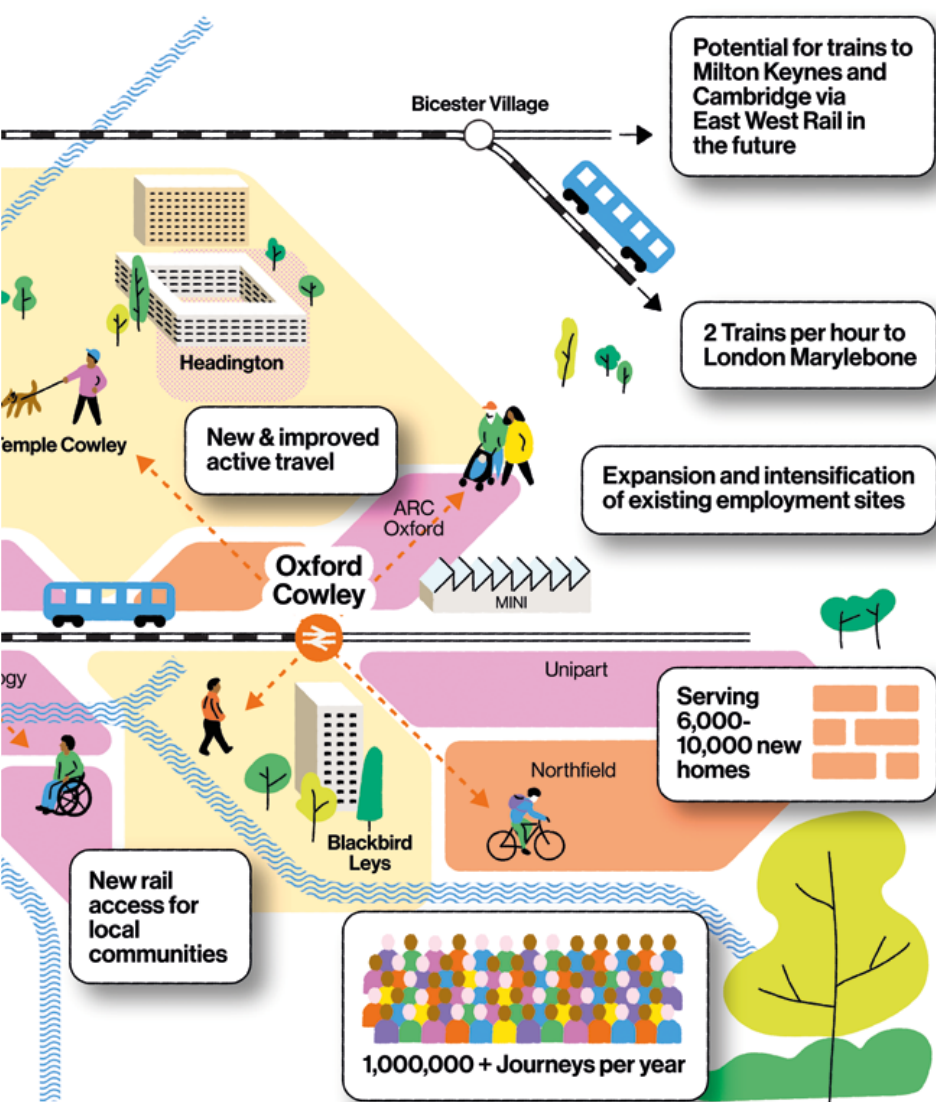 Potential for trains to
Milton Keynes and
Cambridge via
East West Rail in
the future
Bicester Village
2 Trains per hour to
London Marylebone
Headington
New & improved
active travel
Temple Cowley
Expansion and intensification
of existing employment sites
ARC
Oxford
Oxford
Cowley
MINI
Unipart
ogy
Serving
6,000-
10,000 new
homes
Northfield
Blackbird
Leys
New rail
access for
local
communities
1,000,000 + Journeys per year